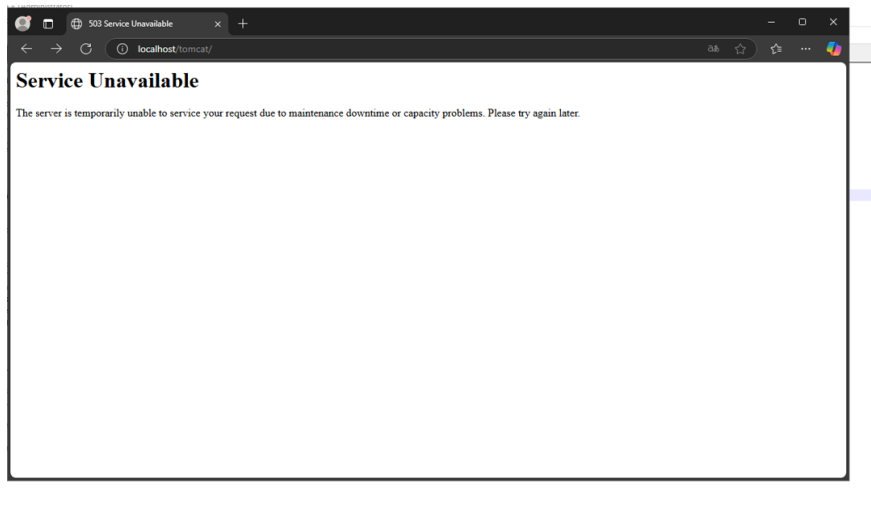 503 Service Unavailable
localhost/tomcat/
Service Unavailable
The server is temporarily unable to service your request due to maintenance downtime or capacity problems. Please try again later.